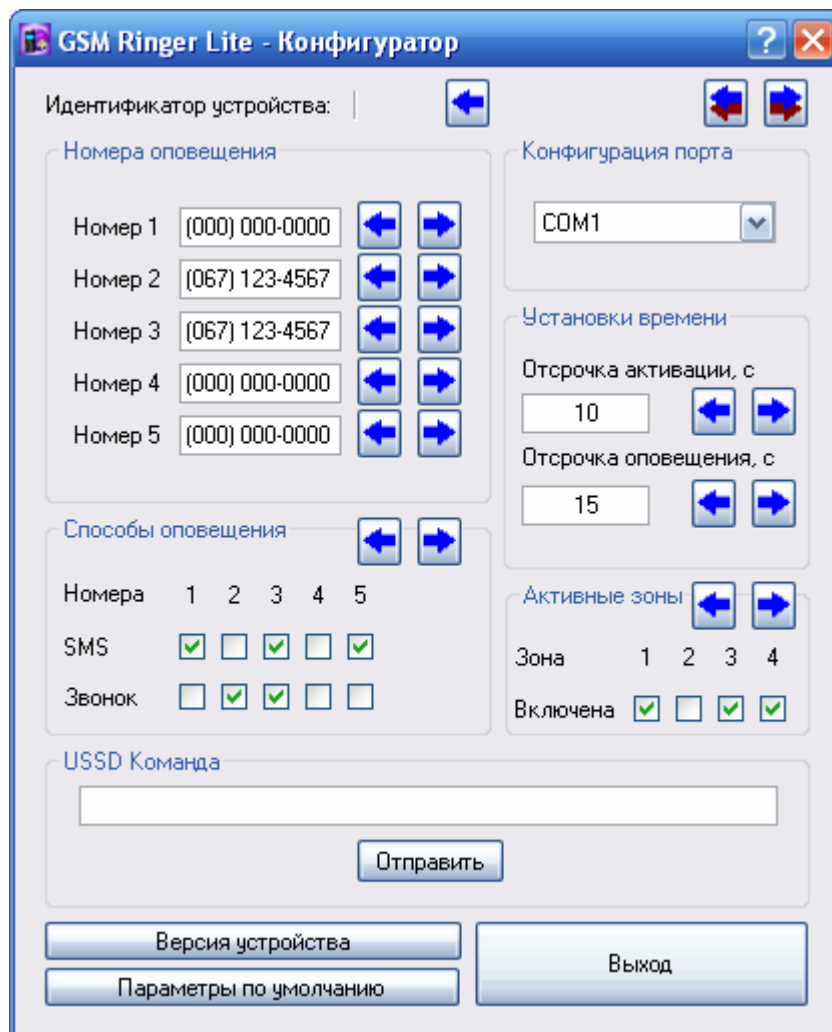 GSM Ringer Lite - Конфигуратор
Идентификатор устройства:
Номера оповещения
Номер 1 (000) 000-0000
Номер 2 (067) 123-4567
Номер 3 (067) 123-4567
Номер 4 (000) 000-0000
Номер 5 (000) 000-0000
Конфигурация порта
COM1
Установки времени
Отсрочка активации, с
10
Отсрочка оповещения, с
15
Способы оповещения
Номера 1 2 3 4 5
SMS
Звонок
Активные зоны
Зона 1 2 3 4
Включена
USSD Команда
Отправить
Версия устройства
Параметры по умолчанию
Выход